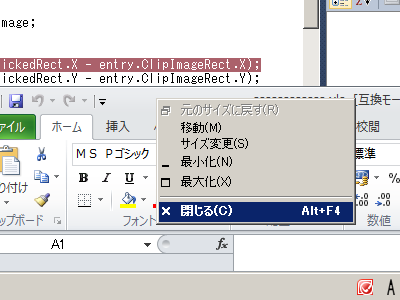 mage;
ickedRect.X - entry.ClipImageRect.X);
ickedRect.Y - entry.ClipImageRect.Y);
[互換モー
ァイル
ホーム
挿入
校閲
元のサイズに戻す(R)
移動(M)
サイズ変更(S)
最小化(N)
最大化(X)
閉じる(C) Alt+F4
MS Pゴシック
標準
り付け
B I U
%
ップボード
フォント
数値
A1
fx
A